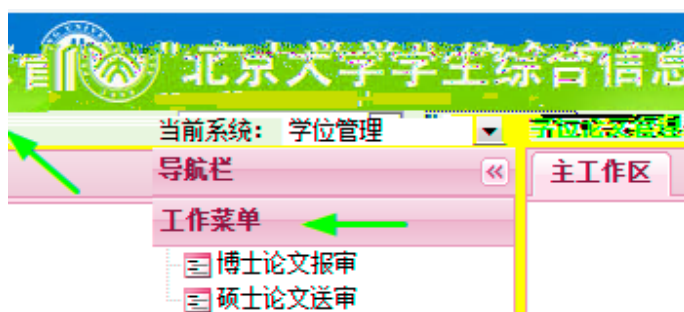 北京大学学生综合信息
当前系统： 学位管理
导航栏
主工作区
工作菜单
博士论文报审
硕士论文送审